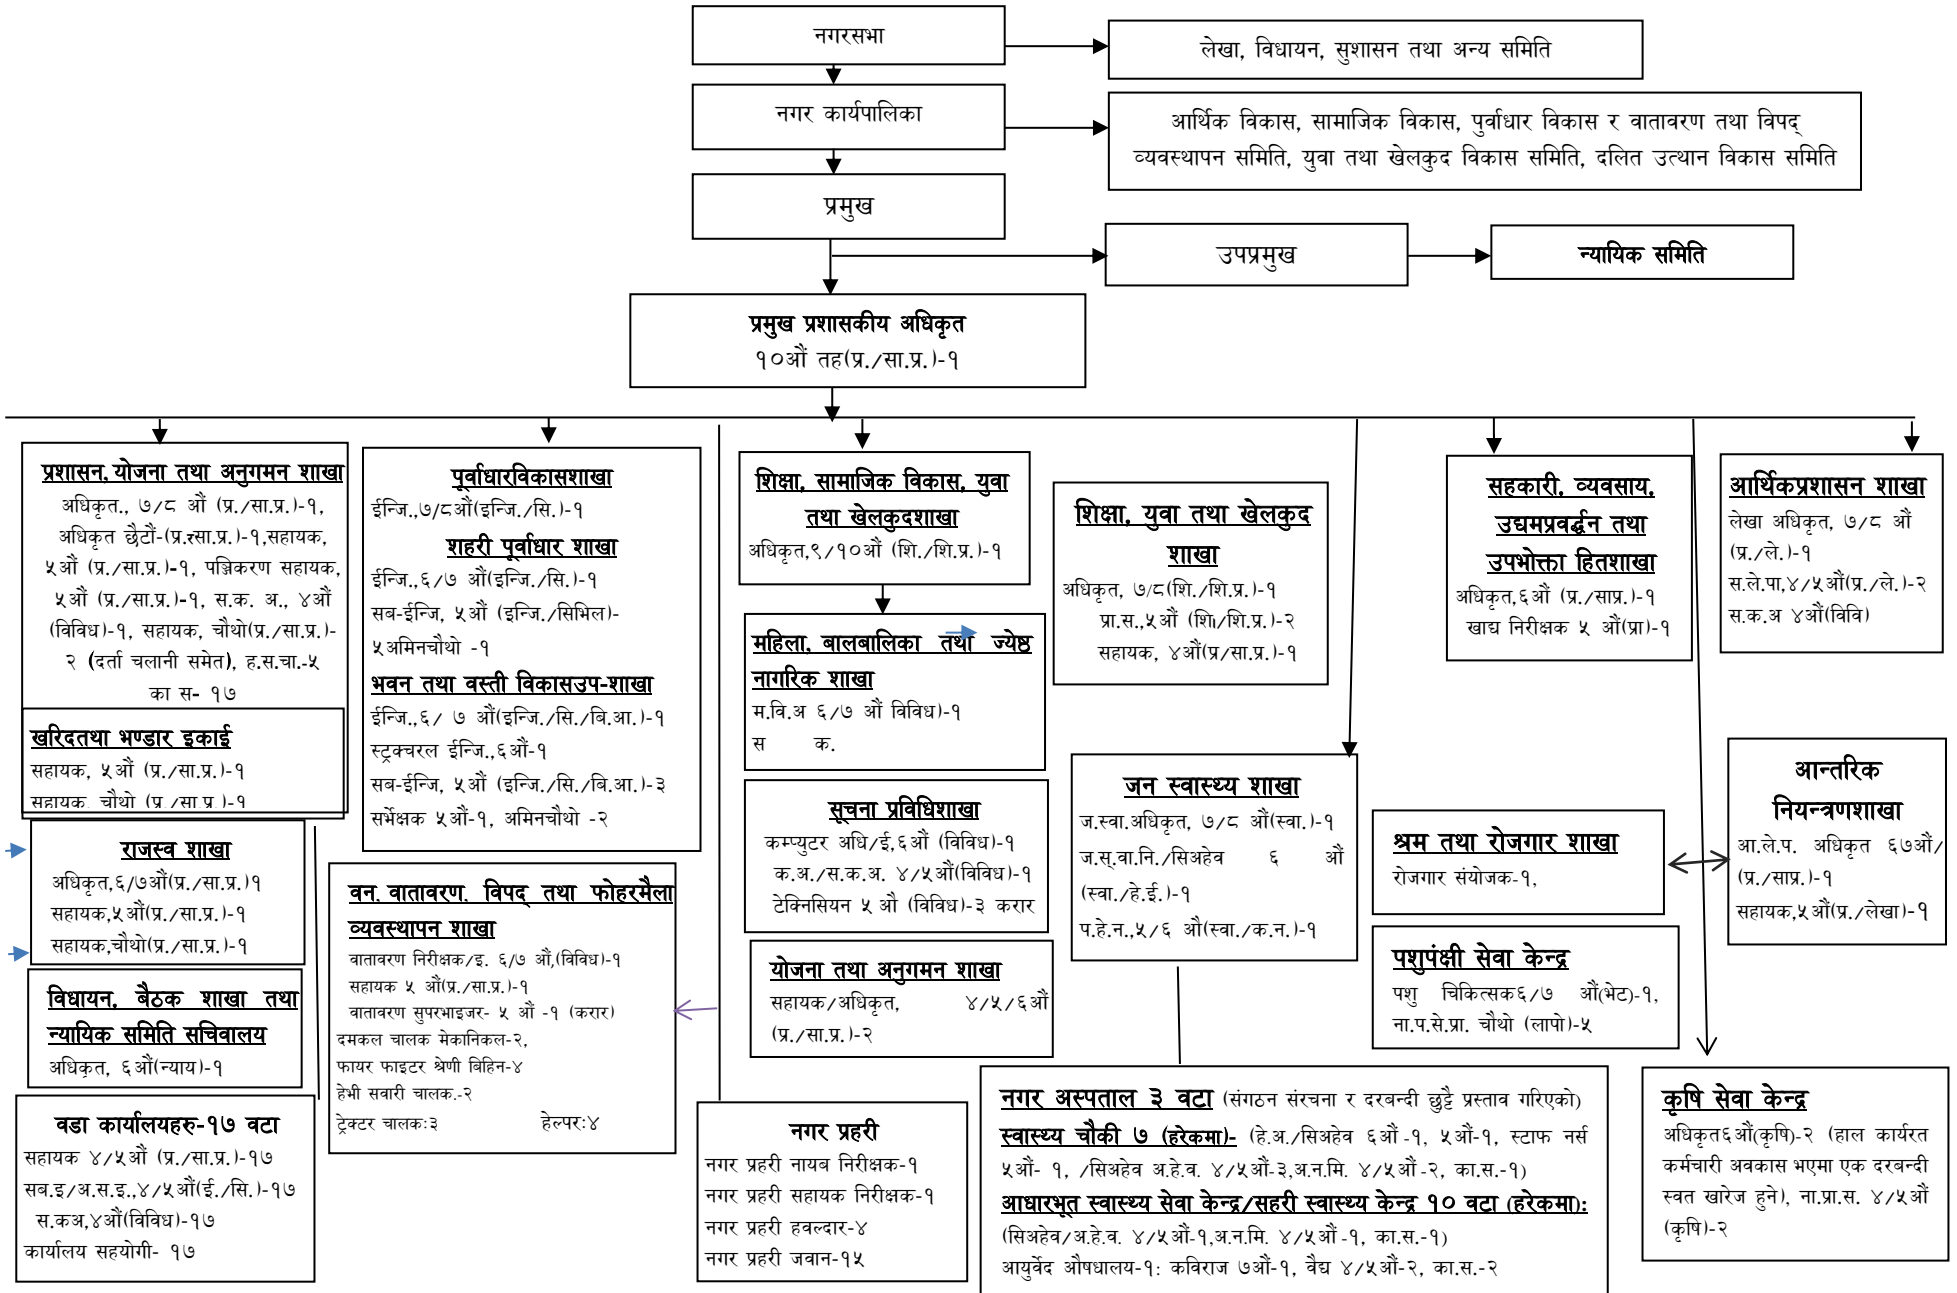 नगरसभा
लेखा, विधायन, सुशासन तथा अन्य समिति
नगर कार्यपालिका
आर्थिक विकास, सामाजिक विकास, पुर्वाधार विकास र वातावरण तथा विपद्
व्यवस्थापन समिति, युवा तथा खेलकुद विकास समिति, दलित उत्थान विकास समिति
प्रमुख
उपप्रमुख
न्यायिक समिति
प्रमुख प्रशासकीय अधिकृत
१०औं तह(प्र./सा.प्र.)-१
प्रशासन,योजना तथा अनुगमन शाखा
अधिकृत., ७/८ औं (प्र./सा.प्र.)-१,
अधिकृत छैटौं-(प्र.रसा.प्र.)-१,सहायक,
५औं (प्र./सा.प्र.)-१, पञ्जिकरण सहायक,
५औं (प्र./सा.प्र.)-१, स.क. अ., ४औं
(विविध)-१, सहायक, चौथो(प्र./सा.प्र.)-
२ (दर्ता चलानी समेत), ह.स.चा.-५
का स- १७
खरिदतथा भण्डार इकाई
सहायक, ५औं (प्र./सा.प्र.)-१
सहायक. चौथो (प्र./सा.प्र.)-१
राजस्व शाखा
अधिकृत,६/७औं(प्र./सा.प्र.)१
सहायक,५औं(प्र./सा.प्र.)-१
सहायक,चौथो(प्र./सा.प्र.)-१
विधायन, बैठक शाखा तथा
न्यायिक समिति सचिवालय
अधिकृत, ६औं(न्याय)-१
वडा कार्यालयहरु-१७ वटा
सहायक ४/५औं (प्र./सा.प्र.)-१७
सब.इ/अ.स.इ.,४/५औं(ई./सि.)-१७
स.कअ,४औं(विविध)-१७
कार्यालय सहयोगी- १७
पूर्वाधारविकासशाखा
ईन्जि.,७/८औं(इन्जि./सि.)-१
शहरी पूर्वाधार शाखा
ईन्जि.,६/७ औं(इन्जि./सि.)-१
सब-ईन्जि, ५औं (इन्जि./सिभिल)-
५अमिनचौथो -१
भवन तथा वस्ती विकासउप-शाखा
ईन्जि.,६/ ७ औं(इन्जि./सि./बि.आ.)-१
स्ट्रक्चरल ईन्जि.,६औं-१
सब-ईन्जि, ५औं (इन्जि./सि./बि.आ.)-३
सर्भेक्षक ५औं-१, अमिनचौथो -२
वन, वातावरण, विपद् तथा फोहरमैला
व्यवस्थापन शाखा
वातावरण निरीक्षक/इ. ६/७ औं,(विविध)-१
सहायक ५ औं(प्र./सा.प्र.)-१
वातावरण सुपरभाइजर- ५ औं -१ (करार)
दमकल चालक मेकानिकल-२,
फायर फाइटर श्रेणी बिहिन-४
हेभी सवारी चालक.-२
ट्रेक्टर चालकः३ हेल्परः४
शिक्षा, सामाजिक विकास, युवा
तथा खेलकुदशाखा
अधिकृत,९/१०औं (शि./शि.प्र.)-१
महिला, बालबालिका तथा ज्येष्ठ
नागरिक शाखा
म.वि.अ ६/७ औं विविध)-१
स क.
सूचना प्रविधिशाखा
कम्प्युटर अधि/ई,६औं (विविध)-१
क.अ./स.क.अ. ४/५औं(विविध)-१
टेक्निसियन ५ औ (विविध)-३ करार
योजना तथा अनुगमन शाखा
सहायक/अधिकृत, ४/५/६औं
(प्र./सा.प्र.)-२
नगर प्रहरी
नगर प्रहरी नायब निरीक्षक-१
नगर प्रहरी सहायक निरीक्षक-१
नगर प्रहरी हवल्दार-४
नगर प्रहरी जवान-१५
शिक्षा, युवा तथा खेलकुद
शाखा
अधिकृत, ७/८(शि./शि.प्र.)-१
प्रा.स.,५औं (शि/शि.प्र.)-२
सहायक, ४औं(प्र/सा.प्र.)-१
जन स्वास्थ्य शाखा
ज.स्वा.अधिकृत, ७/८ औं(स्वा.)-१
ज.स्.वा.नि./सिअहेव ६ औं
(स्वा./हे.ई.)-१
प.हे.न.,५/६ औ(स्वा./क.न.)-१
नगर अस्पताल ३ वटा (संगठन संरचना र दरबन्दी छुट्टै प्रस्ताव गरिएको)
स्वास्थ्य चौकी ७ (हरेकमा)- (हे.अ./सिअहेव ६औं -१, ५औं-१, स्टाफ नर्स
५औं- १, /सिअहेव अ.हे.व. ४/५औं-३,अ.न.मि. ४/५औं -२, का.स.-१)
आधारभूत स्वास्थ्य सेवा केन्द्र/सहरी स्वास्थ्य केन्द्र १० वटा (हरेकमा):
(सिअहेव/अ.हे.व. ४/५औं-१,अ.न.मि. ४/५औं -१, का.स.-१)
आयुर्वेद औषधालय-१: कविराज ७औं-१, वैद्य ४/५औं-२, का.स.-२
सहकारी, व्यवसाय,
उद्यमप्रवर्द्धन तथा
उपभोक्ता हितशाखा
अधिकृत,६औं (प्र./साप्र.)-१
खाद्य निरीक्षक ५ औं(प्रा)-१
श्रम तथा रोजगार शाखा
रोजगार संयोजक-१,
पशुपंक्षी सेवा केन्द्र
पशु चिकित्सक६/७ औं(भेट)-१,
ना.प.से.प्रा. चौथो (लापो)-५
आर्थिकप्रशासन शाखा
लेखा अधिकृत, ७/८ औं
(प्र./ले.)-१
स.ले.पा,४/५औं(प्र./ले.)-२
स.क.अ ४औं(विवि)
आन्तरिक
नियन्त्रणशाखा
आ.ले.प. अधिकृत ६७औं/
(प्र./साप्र.)-१
सहायक,५औं(प्र./लेखा)-१
कृषि सेवा केन्द्र
अधिकृत६औं(कृषि)-२ (हाल कार्यरत
कर्मचारी अवकास भएमा एक दरबन्दी
स्वत खारेज हुने), ना.प्रा.स. ४/५औं
(कृषि)-२